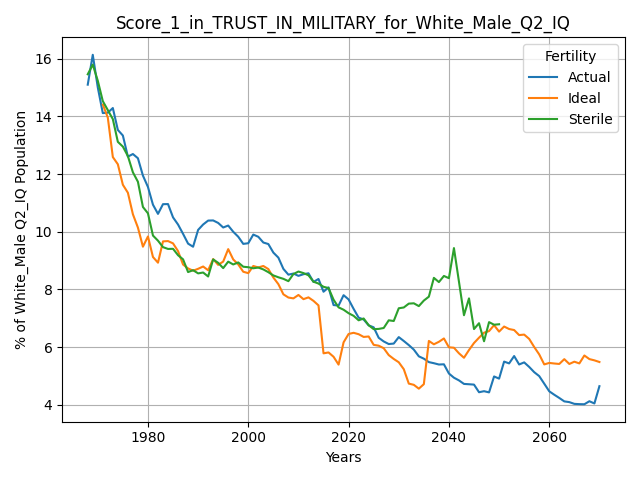 Score_1_in_TRUST_IN_MILITARY_for_White_Male_Q2_IQ
Fertility
Actual
Ideal
Sterile
% of White_Male Q2_IQ Population
16
14
12
10
8
6
4
1980
2000
2020
2040
2060
Years